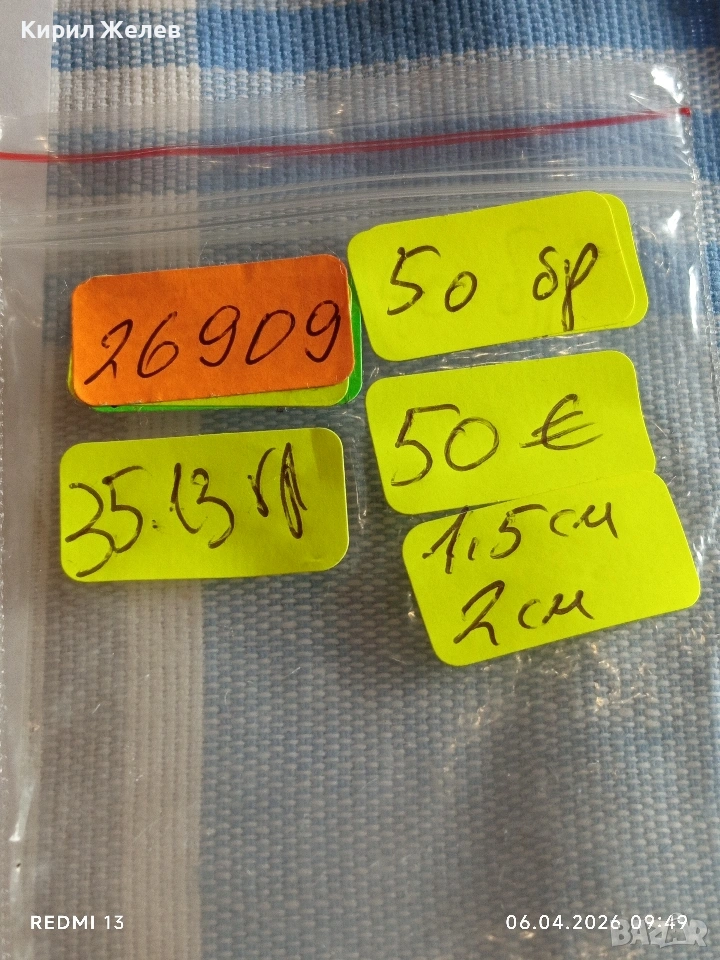 Кирил Желев
26909
50 бр
35.13 гр
50 €
1,5 см
2 см
REDMI 13
06.04.2026 09:49
BAZAR